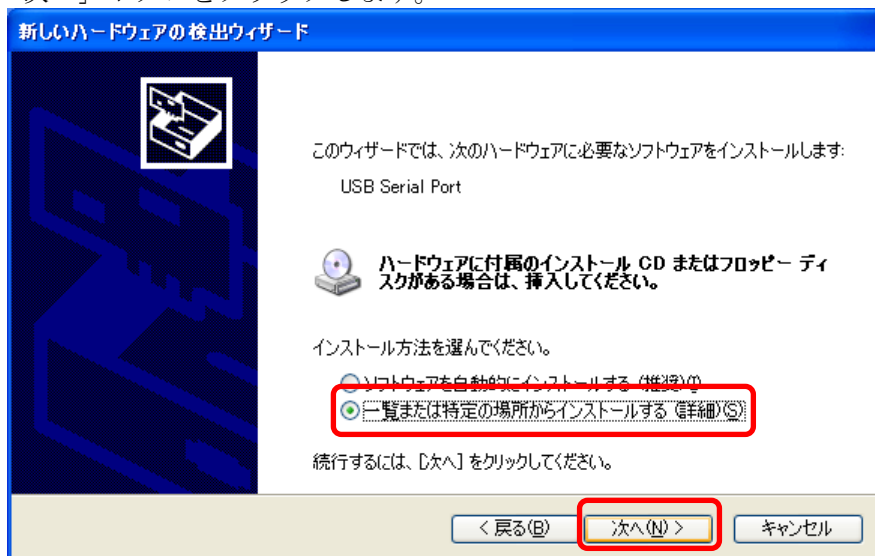 新しいハードウェアの検出ウィザード
このウィザードでは、次のハードウェアに必要なソフトウェアをインストールします:
USB Serial Port
ハードウェアに付属のインストール CD またはフロッピー ディ
スクがある場合は、挿入してください。
インストール方法を選んでください。
ソフトウェアを自動的にインストールする (推奨)(I)
一覧または特定の場所からインストールする (詳細)(S)
続行するには、[次へ] をクリックしてください。
< 戻る(B)
次へ(N) >
キャンセル